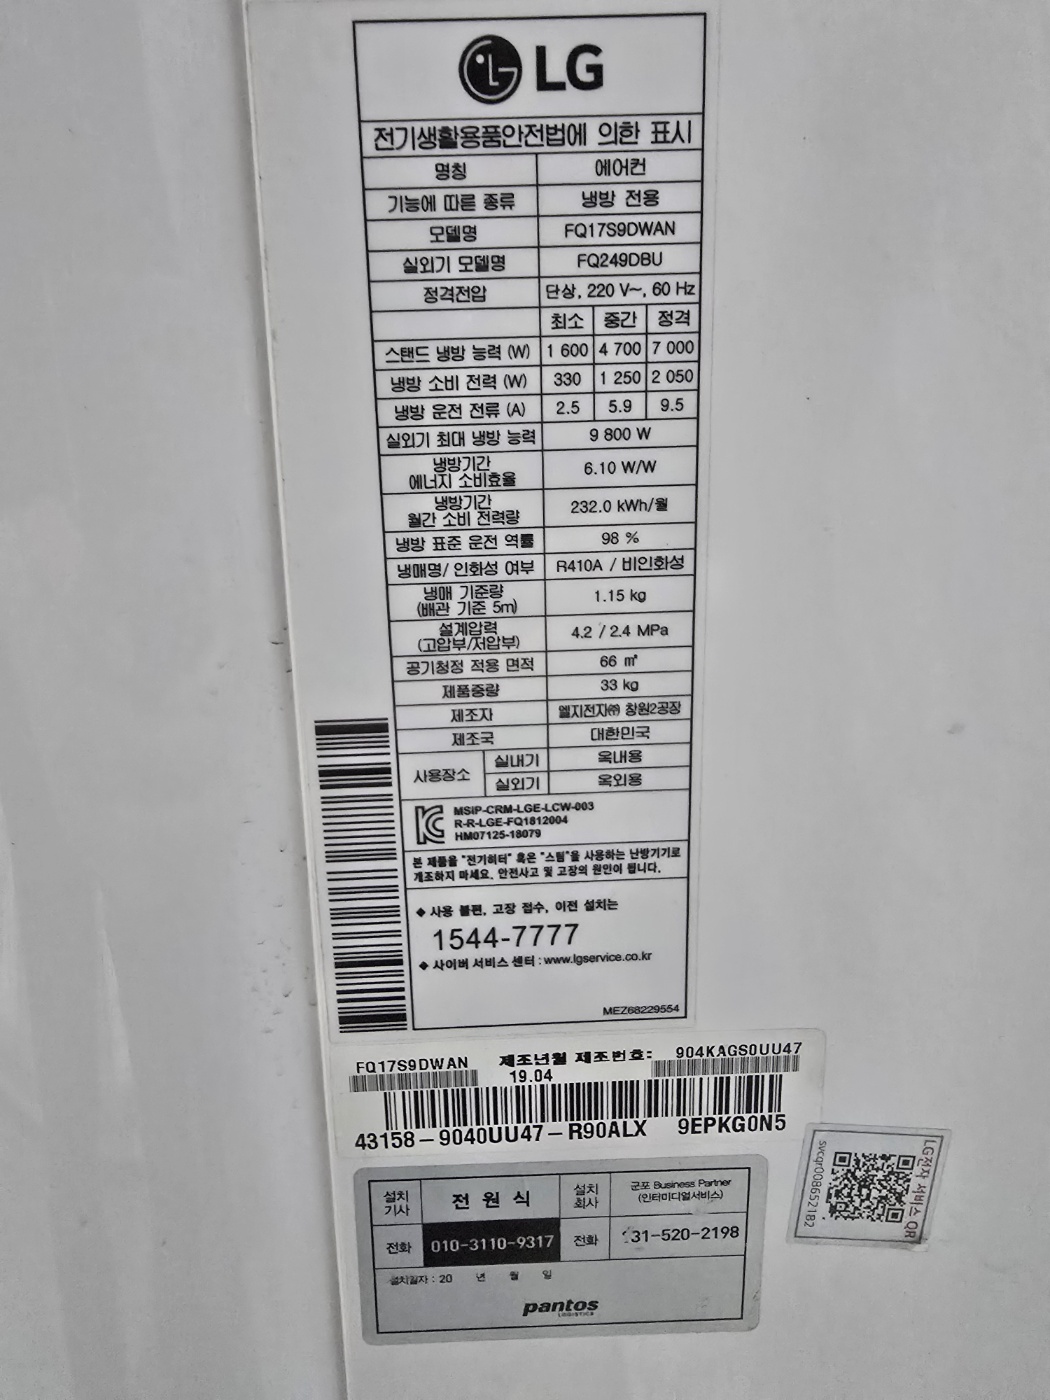 LG
전기생활용품안전법에 의한 표시
명칭 에어컨
기능에 따른 종류 냉방 전용
모델명 FQ17S9DWAN
실외기 모델명 FQ249DBU
정격전압 단상, 220 V~, 60 Hz
최소 중간 정격
스탠드 냉방 능력 (W) 1 600 4 700 7 000
냉방 소비 전력 (W) 330 1 250 2 050
냉방 운전 전류 (A) 2.5 5.9 9.5
실외기 최대 냉방 능력 9 800 W
냉방기간
에너지 소비효율 6.10 W/W
냉방기간
월간 소비 전력량 232.0 kWh/월
냉방 표준 운전 역률 98 %
냉매명/ 인화성 여부 R410A / 비인화성
냉매 기준량
(배관 기준 5m) 1.15 kg
설계압력
(고압부/저압부) 4.2 / 2.4 MPa
공기청정 적용 면적 66 ㎡
제품중량 33 kg
제조자 엘지전자㈜ 창원2공장
제조국 대한민국
사용장소 실내기 옥내용
실외기 옥외용
MSIP-CRM-LGE-LCW-003
R-R-LGE-FQ1812004
HM07125-18079
본 제품을 "전기히터" 혹은 "스팀"을 사용하는 난방기기로
개조하지 마세요. 안전사고 및 고장의 원인이 됩니다.
◆ 사용 불편, 고장 접수, 이전 설치는
1544-7777
◆ 사이버 서비스 센터 : www.lgservice.co.kr
MEZ68229554
FQ17S9DWAN 제조년월 제조번호: 904KAGS0UU47
19.04
43158-9040UU47-R90ALX 9EPKG0N5
LG전자 서비스 QR
svcqr008652182
설치
기사 전 원 식 설치
회사 군포 Business Partner
(인터미디얼서비스)
전화 010-3110-9317 전화 31-520-2198
설치일자 : 20 년 월 일
pantos
LOGISTICS